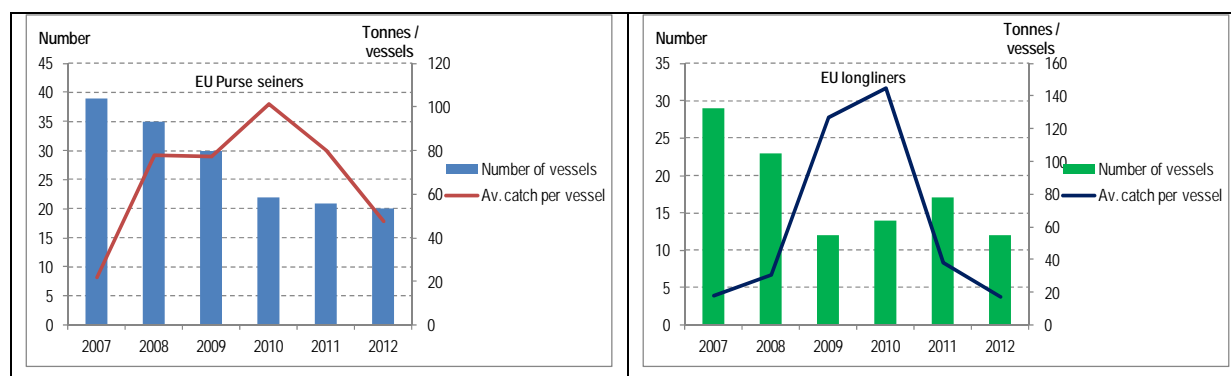 Number
Tonnes /
vessels
EU Purse seiners
45
40
35
30
25
20
15
10
5
0
120
100
80
60
40
20
0
2007 2008 2009 2010 2011 2012
Number of vessels
Av. catch per vessel
Number
Tonnes /
vessels
EU longliners
35
30
25
20
15
10
5
0
160
140
120
100
80
60
40
20
0
2007 2008 2009 2010 2011 2012
Number of vessels
Av. catch per vessel